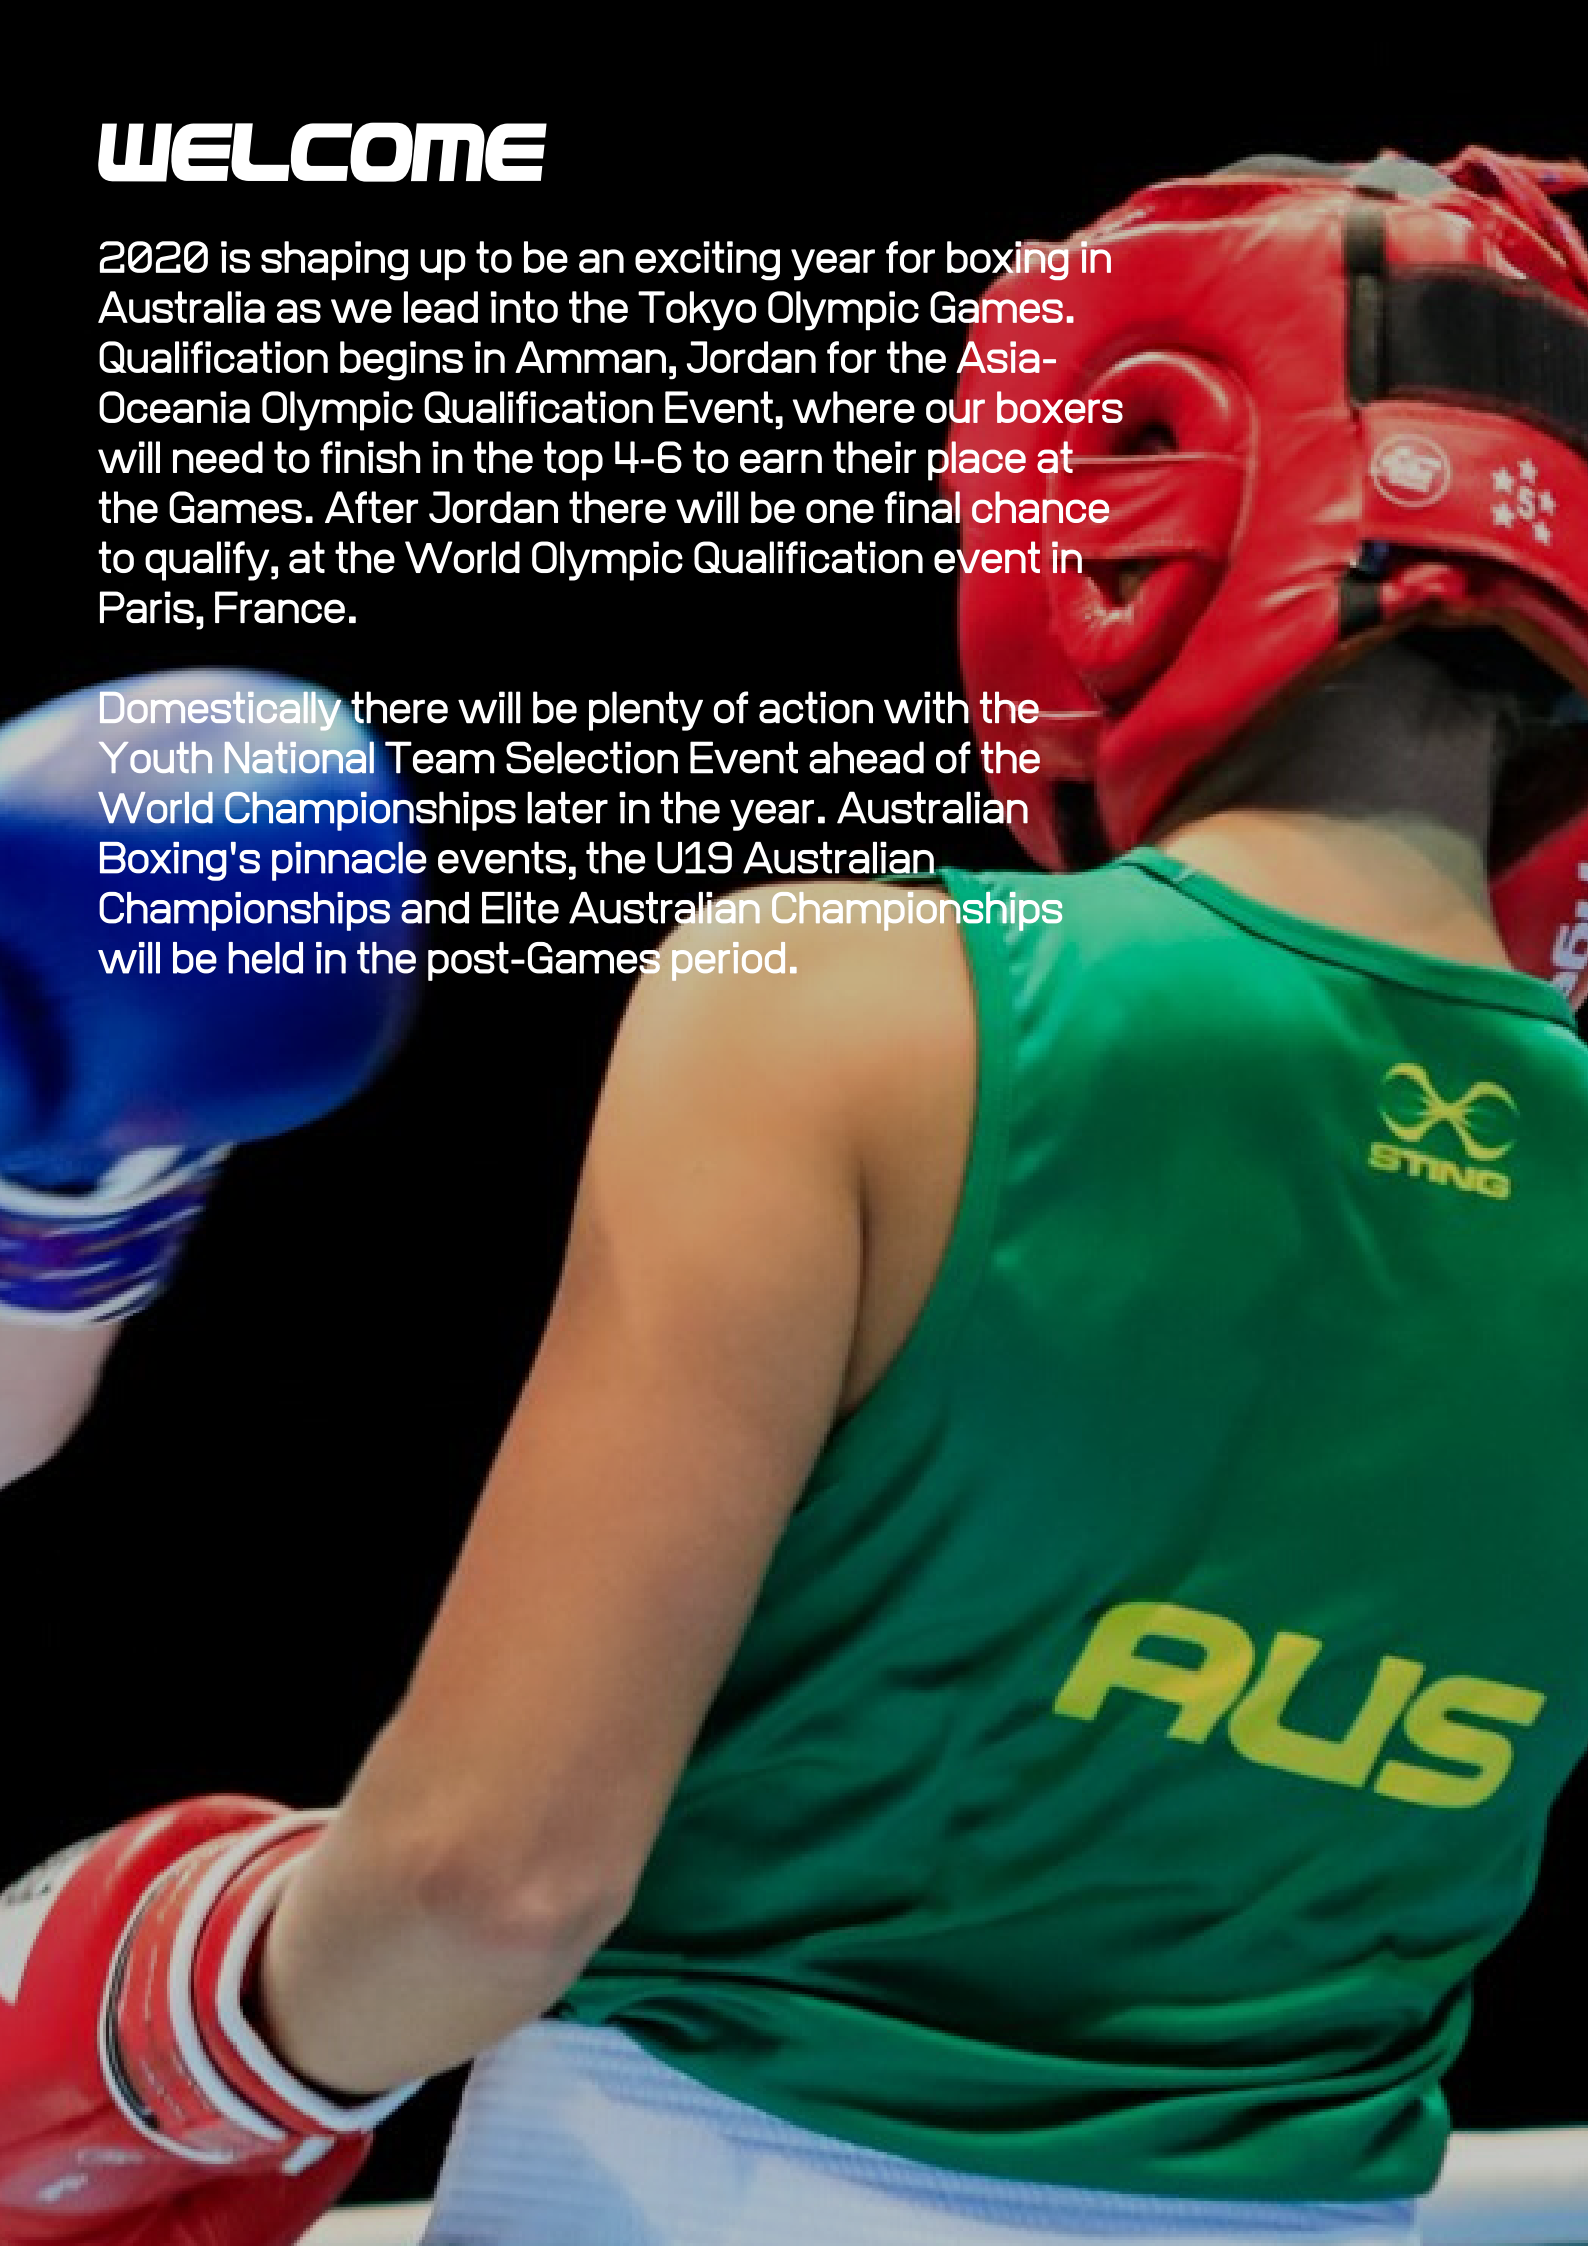 WELCOME
2020 is shaping up to be an exciting year for boxing in
Australia as we lead into the Tokyo Olympic Games.
Qualification begins in Amman, Jordan for the Asia-
Oceania Olympic Qualification Event, where our boxers
will need to finish in the top 4-6 to earn their place at
the Games. After Jordan there will be one final chance
to qualify, at the World Olympic Qualification event in
Paris, France.
Domestically there will be plenty of action with the
Youth National Team Selection Event ahead of the
World Championships later in the year. Australian
Boxing's pinnacle events, the U19 Australian
Championships and Elite Australian Championships
will be held in the post-Games period.
S
STING
AUS